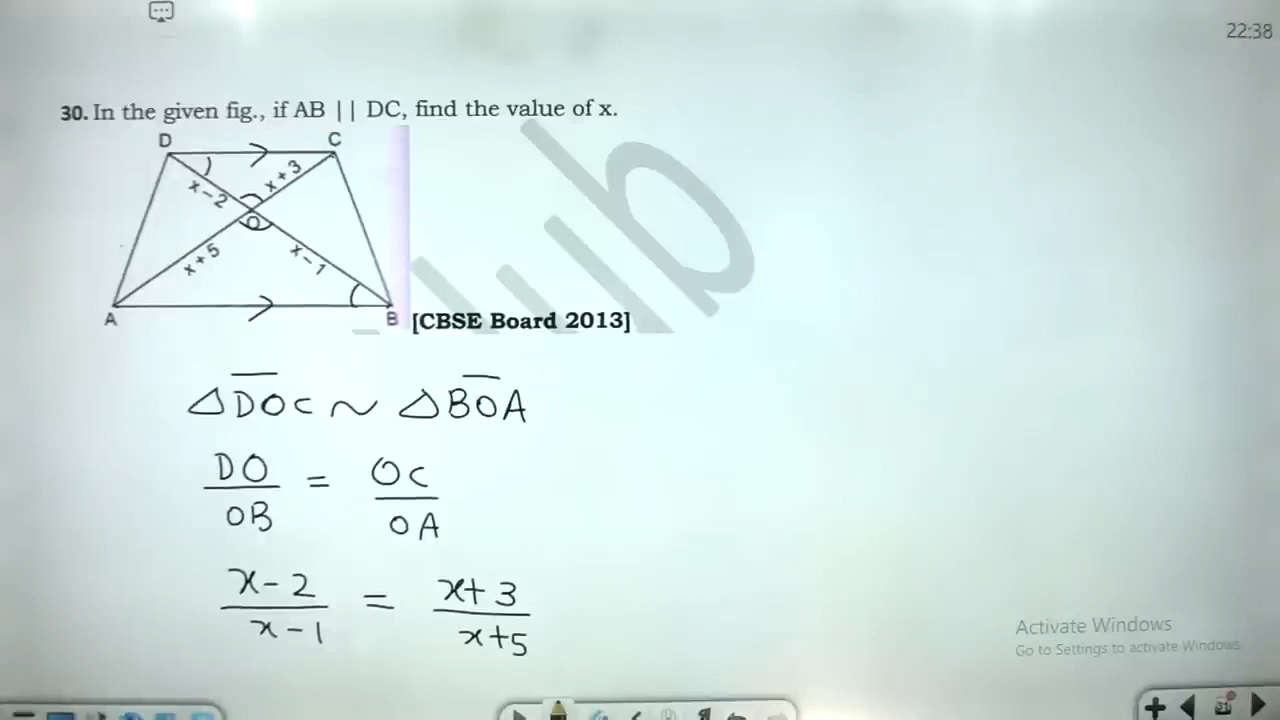 22:38
30. In the given fig., if AB || DC, find the value of x.
D
C
x – 2
x + 3
O
x + 5
x – 1
A
B
[CBSE Board 2013]
△DOC ~ △BOA
DO/OB = OC/OA
x-2/x-1 = x+3/x+5
Activate Windows
Go to Settings to activate Windows.
31